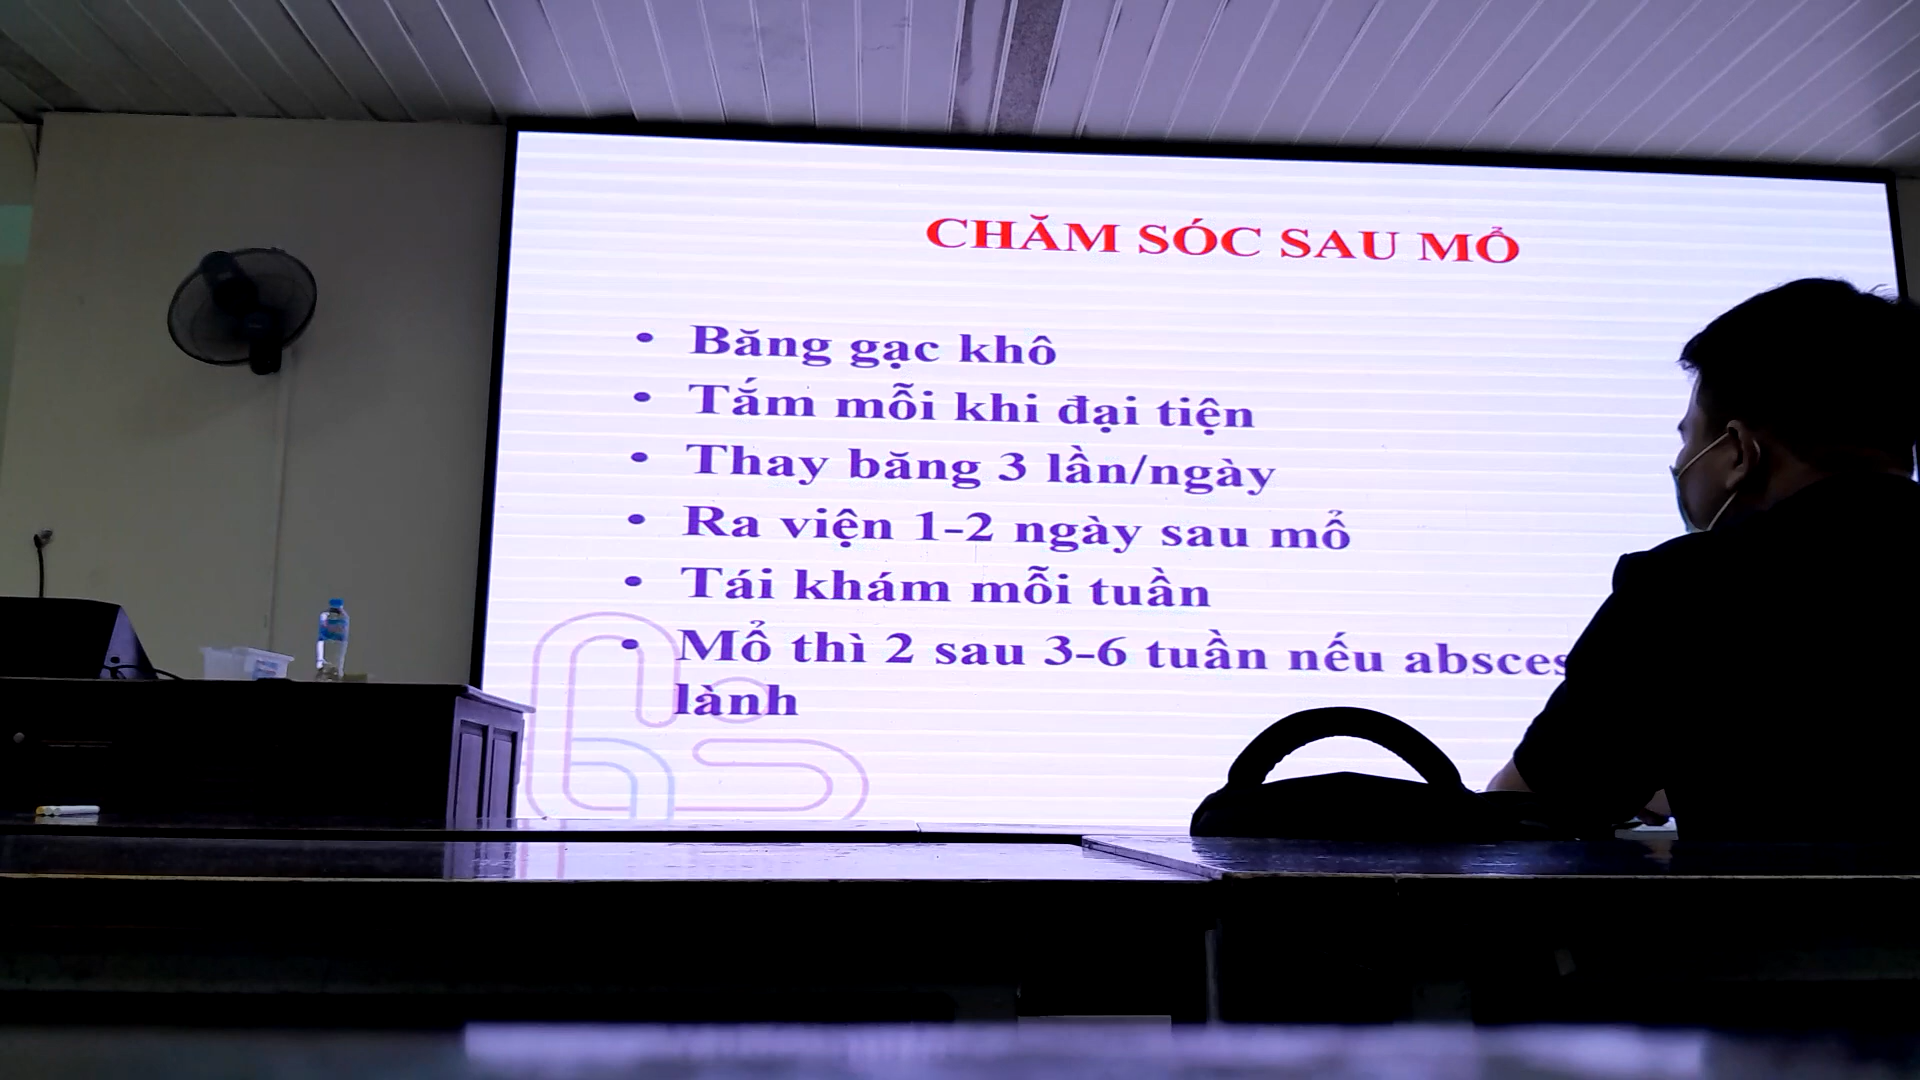 CHĂM SÓC SAU MỔ
• Băng gạc khô
• Tắm mỗi khi đại tiện
• Thay băng 3 lần/ngày
• Ra viện 1-2 ngày sau mổ
• Tái khám mỗi tuần
• Mổ thì 2 sau 3-6 tuần nếu
lành